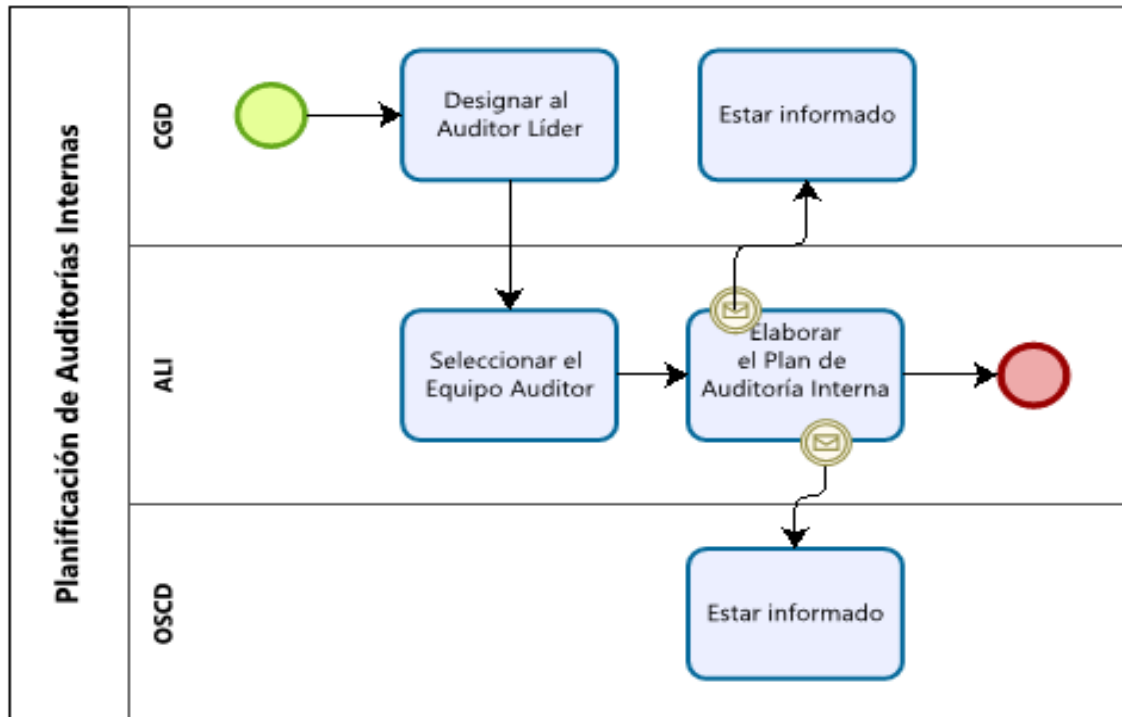 Planificación de Auditorías Internas
CGD
Designar al
Auditor Líder
Estar informado
ALI
Seleccionar el
Equipo Auditor
Elaborar
el Plan de
Auditoría Interna
OSCD
Estar informado